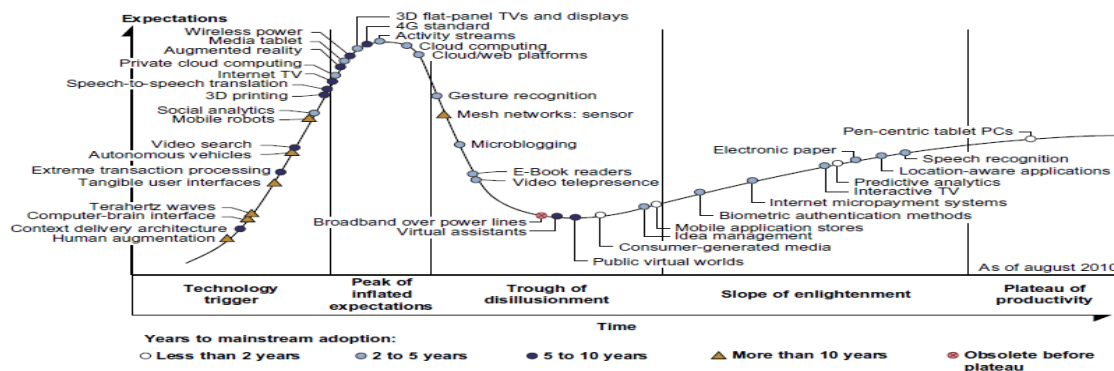 Expectations
3D flat-panel TVs and displays
Wireless power
4G standard
Media tablet
Activity streams
Augmented reality
Cloud computing
Private cloud computing
Cloud/web platforms
Internet TV
Speech-to-speech translation
3D printing
Gesture recognition
Social analytics
Mobile robots
Mesh networks: sensor
Pen-centric tablet PCs
Video search
Microblogging
Electronic paper
Autonomous vehicles
Speech recognition
Extreme transaction processing
E-Book readers
Location-aware applications
Tangible user interfaces
Video telepresence
Predictive analytics
Interactive TV
Internet micropayment systems
Terahertz waves
Biometric authentication methods
Computer-brain interface
Broadband over power lines
Mobile application stores
Context delivery architecture
Virtual assistants
Idea management
Human augmentation
Consumer-generated media
Public virtual worlds
As of august 2010
Technology
trigger
Peak of
inflated
expectations
Trough of
disillusionment
Slope of enlightenment
Plateau of
productivity
Time
Years to mainstream adoption:
Less than 2 years
2 to 5 years
5 to 10 years
More than 10 years
Obsolete before
plateau